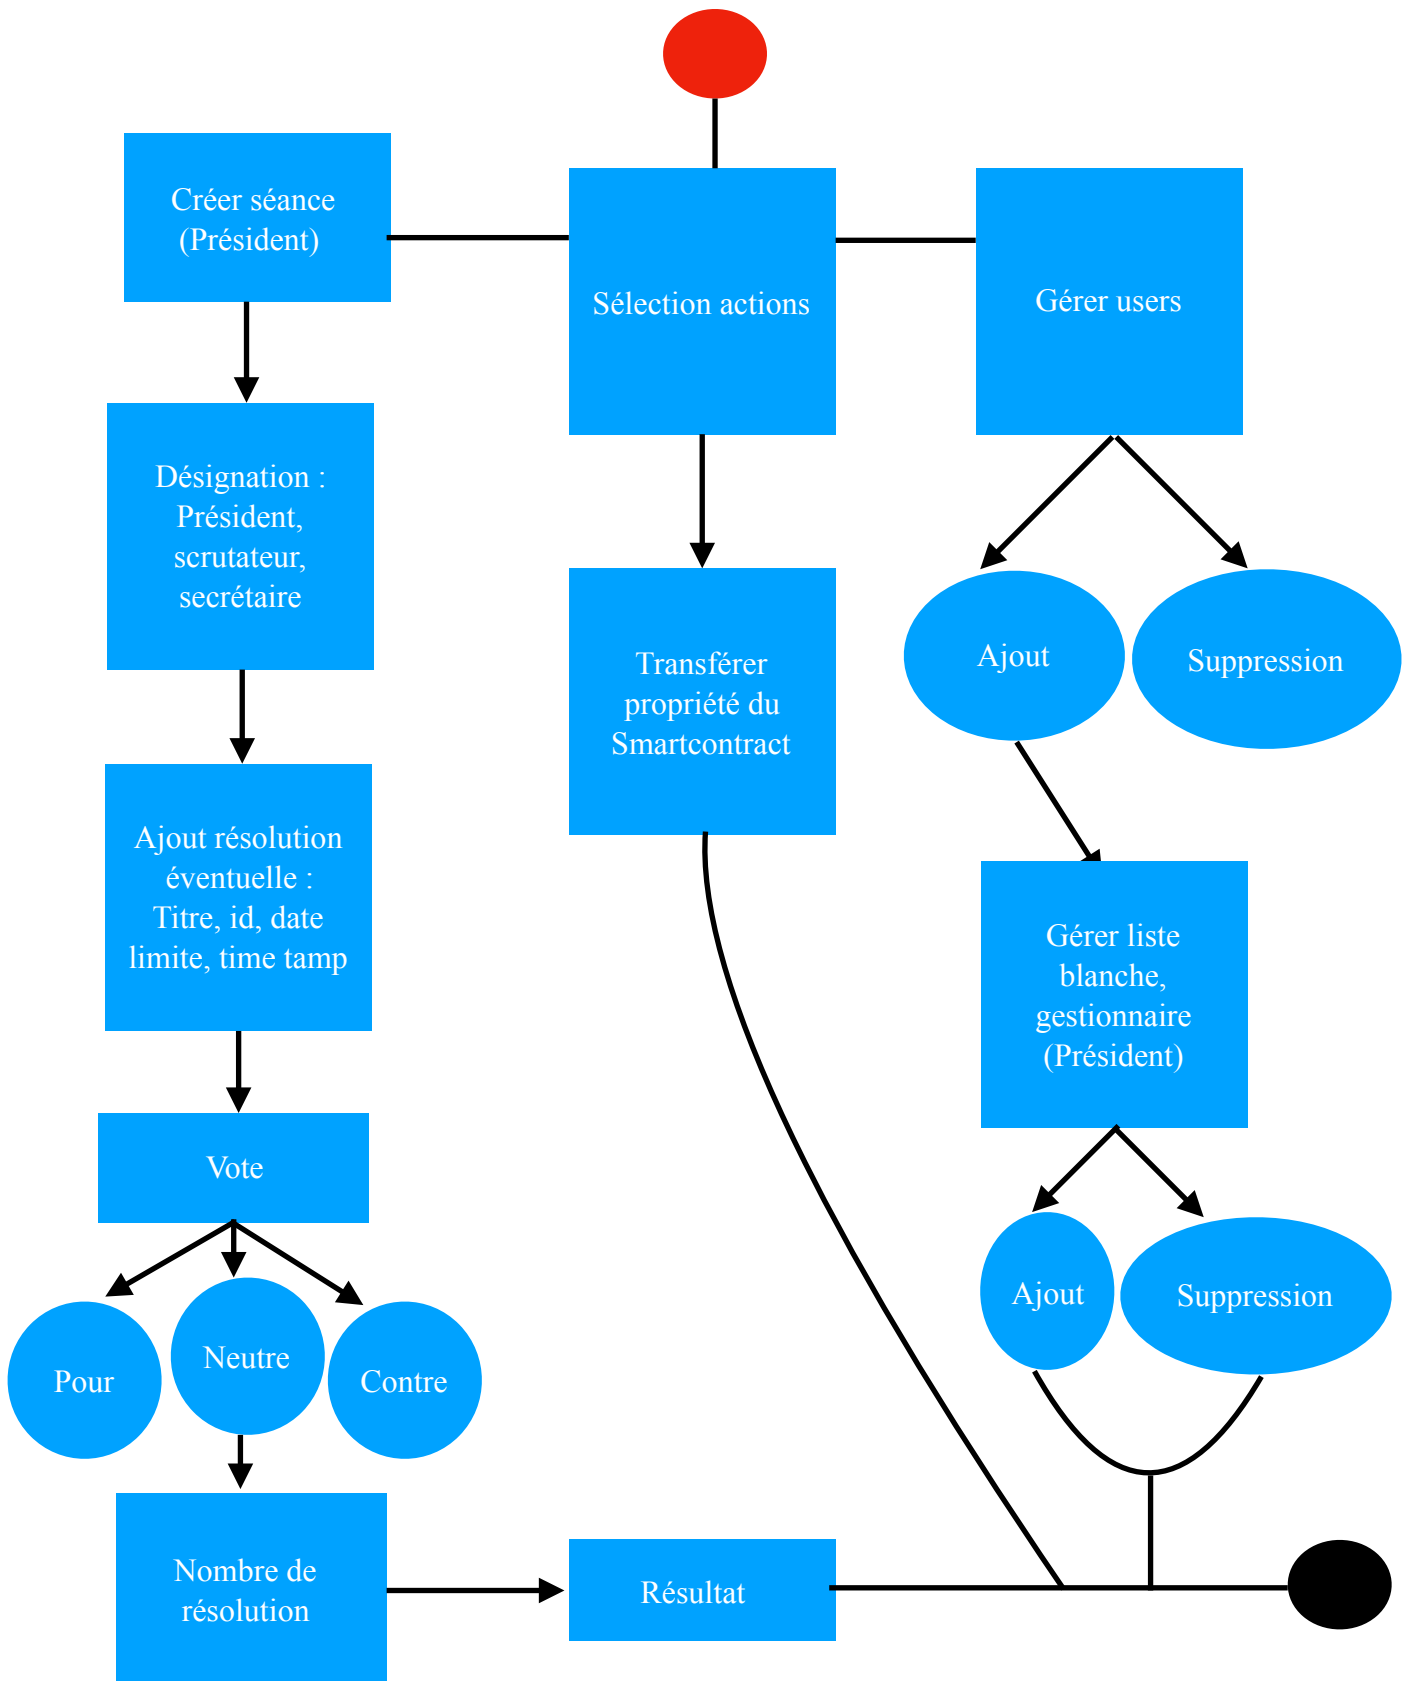 Créer séance
(Président)
Sélection actions
Gérer users
Désignation :
Président,
scrutateur,
secrétaire
Transférer
propriété du
Smartcontract
Ajout
Suppression
Ajout résolution
éventuelle :
Titre, id, date
limite, time tamp
Gérer liste
blanche,
gestionnaire
(Président)
Vote
Pour
Neutre
Contre
Ajout
Suppression
Nombre de
résolution
Résultat